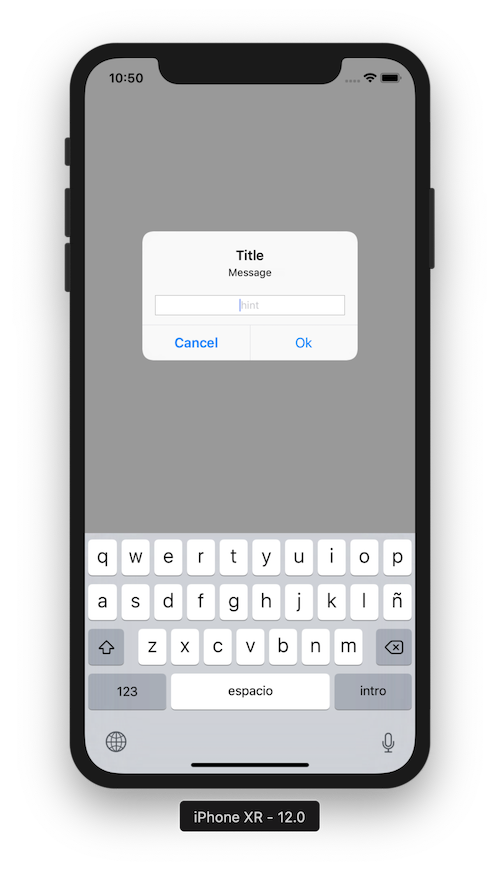 10:50
Title
Message
hint
Cancel Ok
q w e r t y u i o p
a s d f g h j k l ñ
z x c v b n m
123 espacio intro
iPhone XR - 12.0